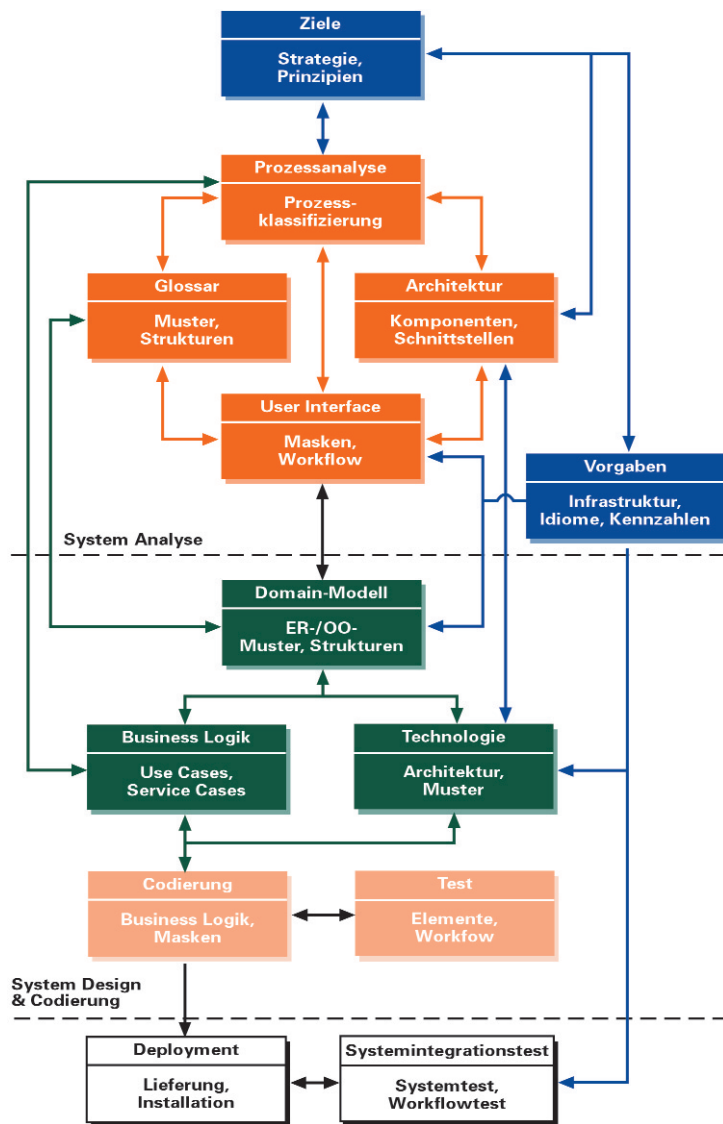 Ziele
Strategie,
Prinzipien
Prozessanalyse
Prozess-
klassifizierung
Glossar
Muster,
Strukturen
Architektur
Komponenten,
Schnittstellen
User Interface
Masken,
Workflow
Vorgaben
Infrastruktur,
Idiome, Kennzahlen
System Analyse
Domain-Modell
ER-/OO-
Muster, Strukturen
Business Logik
Use Cases,
Service Cases
Technologie
Architektur,
Muster
Codierung
Business Logik,
Masken
Test
Elemente,
Workfow
System Design
& Codierung
Deployment
Lieferung,
Installation
Systemintegrationstest
Systemtest,
Workflowtest